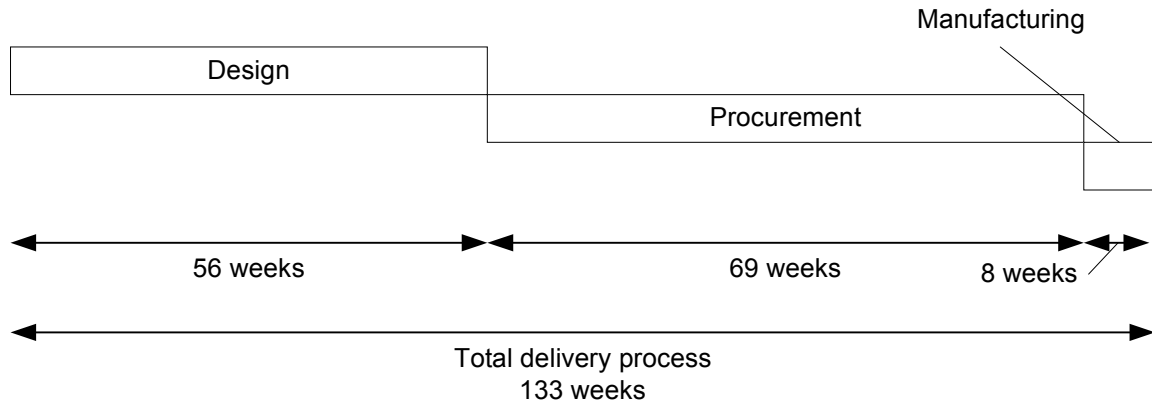 Manufacturing
Design
Procurement
56 weeks
69 weeks
8 weeks
Total delivery process
133 weeks